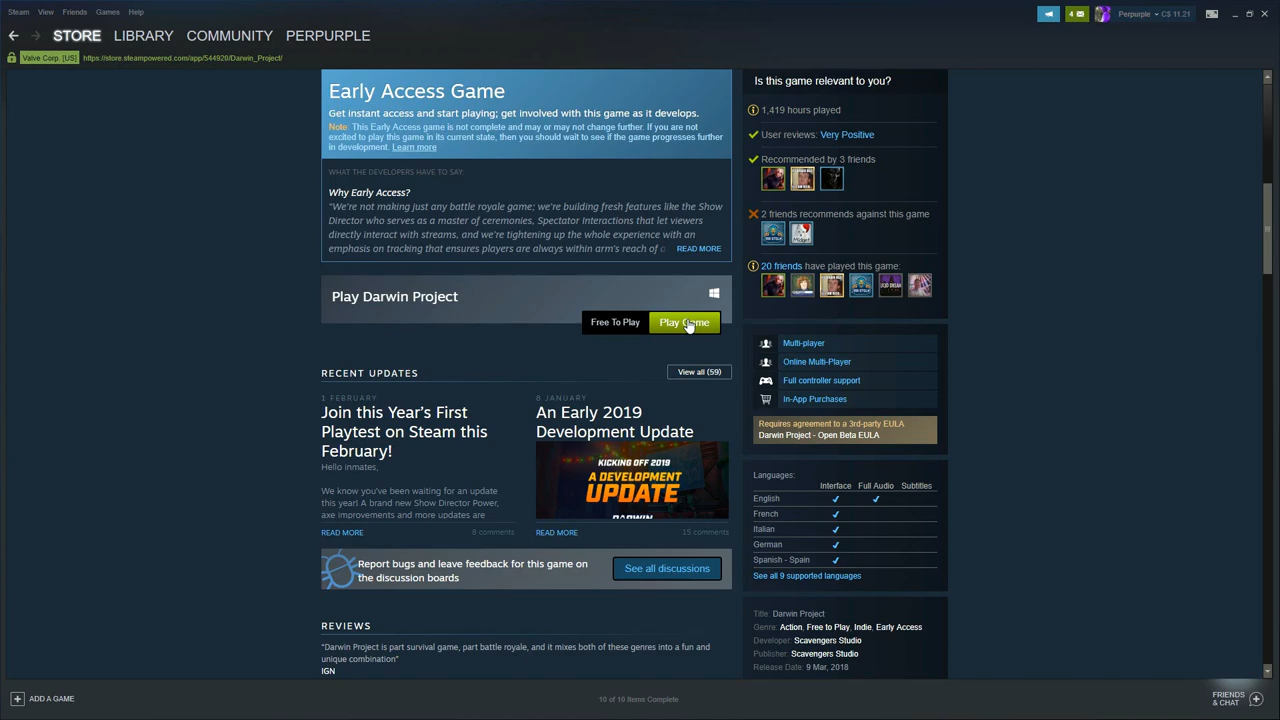 Steam View Friends Games Help
4 Perpurple C$ 11.21
STORE LIBRARY COMMUNITY PERPURPLE
Valve Corp. [US] https://store.steampowered.com/app/544920/Darwin_Project/
Early Access Game
Get instant access and start playing; get involved with this game as it develops.
Note: This Early Access game is not complete and may or may not change further. If you are
not excited to play this game in its current state, then you should wait to see if the game progresses further
in development. Learn more
WHAT THE DEVELOPERS HAVE TO SAY:
Why Early Access?
“We're not making just any battle royale game; we're building fresh features like the Show
Director who serves as a master of ceremonies, Spectator Interactions that let viewers
directly interact with streams, and we're tightening up the whole experience with an
emphasis on tracking that ensures players are always within arm's reach of a READ MORE
Play Darwin Project
Free To Play Play Game
RECENT UPDATES View all (59)
1 FEBRUARY
Join this Year's First
Playtest on Steam this
February!
Hello inmates,
We know you've been waiting for an update
this year! A brand new Show Director Power,
axe improvements and more updates are
READ MORE 8 comments
8 JANUARY
An Early 2019
Development Update
KICKING OFF 2019
A DEVELOPMENT
UPDATE
DARWIN
READ MORE 15 comments
Report bugs and leave feedback for this game on
the discussion boards
See all discussions
REVIEWS
“Darwin Project is part survival game, part battle royale, and it mixes both of these genres into a fun and
unique combination”
IGN
Is this game relevant to you?
1,419 hours played
User reviews: Very Positive
Recommended by 3 friends
2 friends recommends against this game
20 friends have played this game:
Multi-player
Online Multi-Player
Full controller support
In-App Purchases
Requires agreement to a 3rd-party EULA
Darwin Project - Open Beta EULA
Languages:
Interface Full Audio Subtitles
English
French
Italian
German
Spanish - Spain
See all 9 supported languages
Title: Darwin Project
Genre: Action, Free to Play, Indie, Early Access
Developer: Scavengers Studio
Publisher: Scavengers Studio
Release Date: 9 Mar, 2018
ADD A GAME
10 of 10 Items Complete
FRIENDS
& CHAT